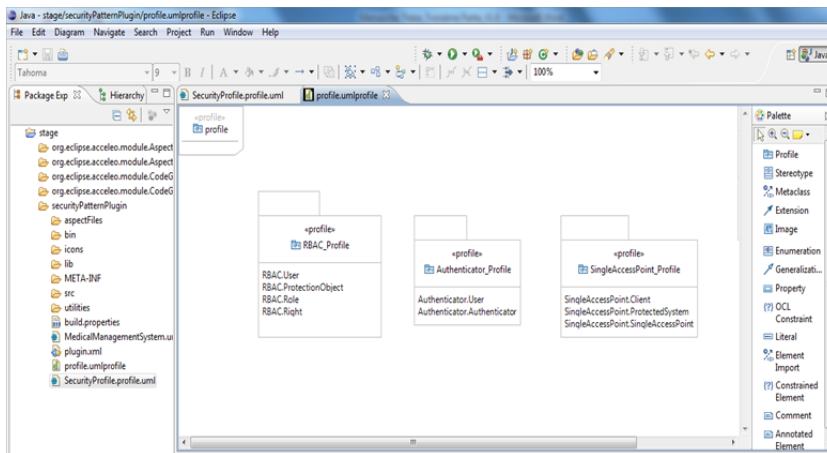 Java - stage/securityPatternPlugin/profile.umlprofile - Eclipse
File Edit Diagram Navigate Search Project Run Window Help
Tahoma 9 B I A 100%
Java
Package Exp Hierarchy
SecurityProfile.profile.uml profile.umlprofile
stage
org.eclipse.acceleo.module.Aspect
org.eclipse.acceleo.module.Aspect
org.eclipse.acceleo.module.CodeG
org.eclipse.acceleo.module.CodeG
securityPatternPlugin
aspectFiles
bin
icons
lib
META-INF
src
utilities
build.properties
MedicalManagementSystem.u
plugin.xml
profile.umlprofile
SecurityProfile.profile.uml
«profile»
profile
«profile»
RBAC_Profile
RBAC.User
RBAC.ProtectionObject
RBAC.Role
RBAC.Right
«profile»
Authenticator_Profile
Authenticator.User
Authenticator.Authenticator
«profile»
SingleAccessPoint_Profile
SingleAccessPoint.Client
SingleAccessPoint.ProtectedSystem
SingleAccessPoint.SingleAccessPoint
Palette
Profile
Stereotype
Metaclass
Extension
Image
Enumeration
Generalizati...
Property
OCL
Constraint
Literal
Element
Import
Constrained
Element
Comment
Annotated
Element